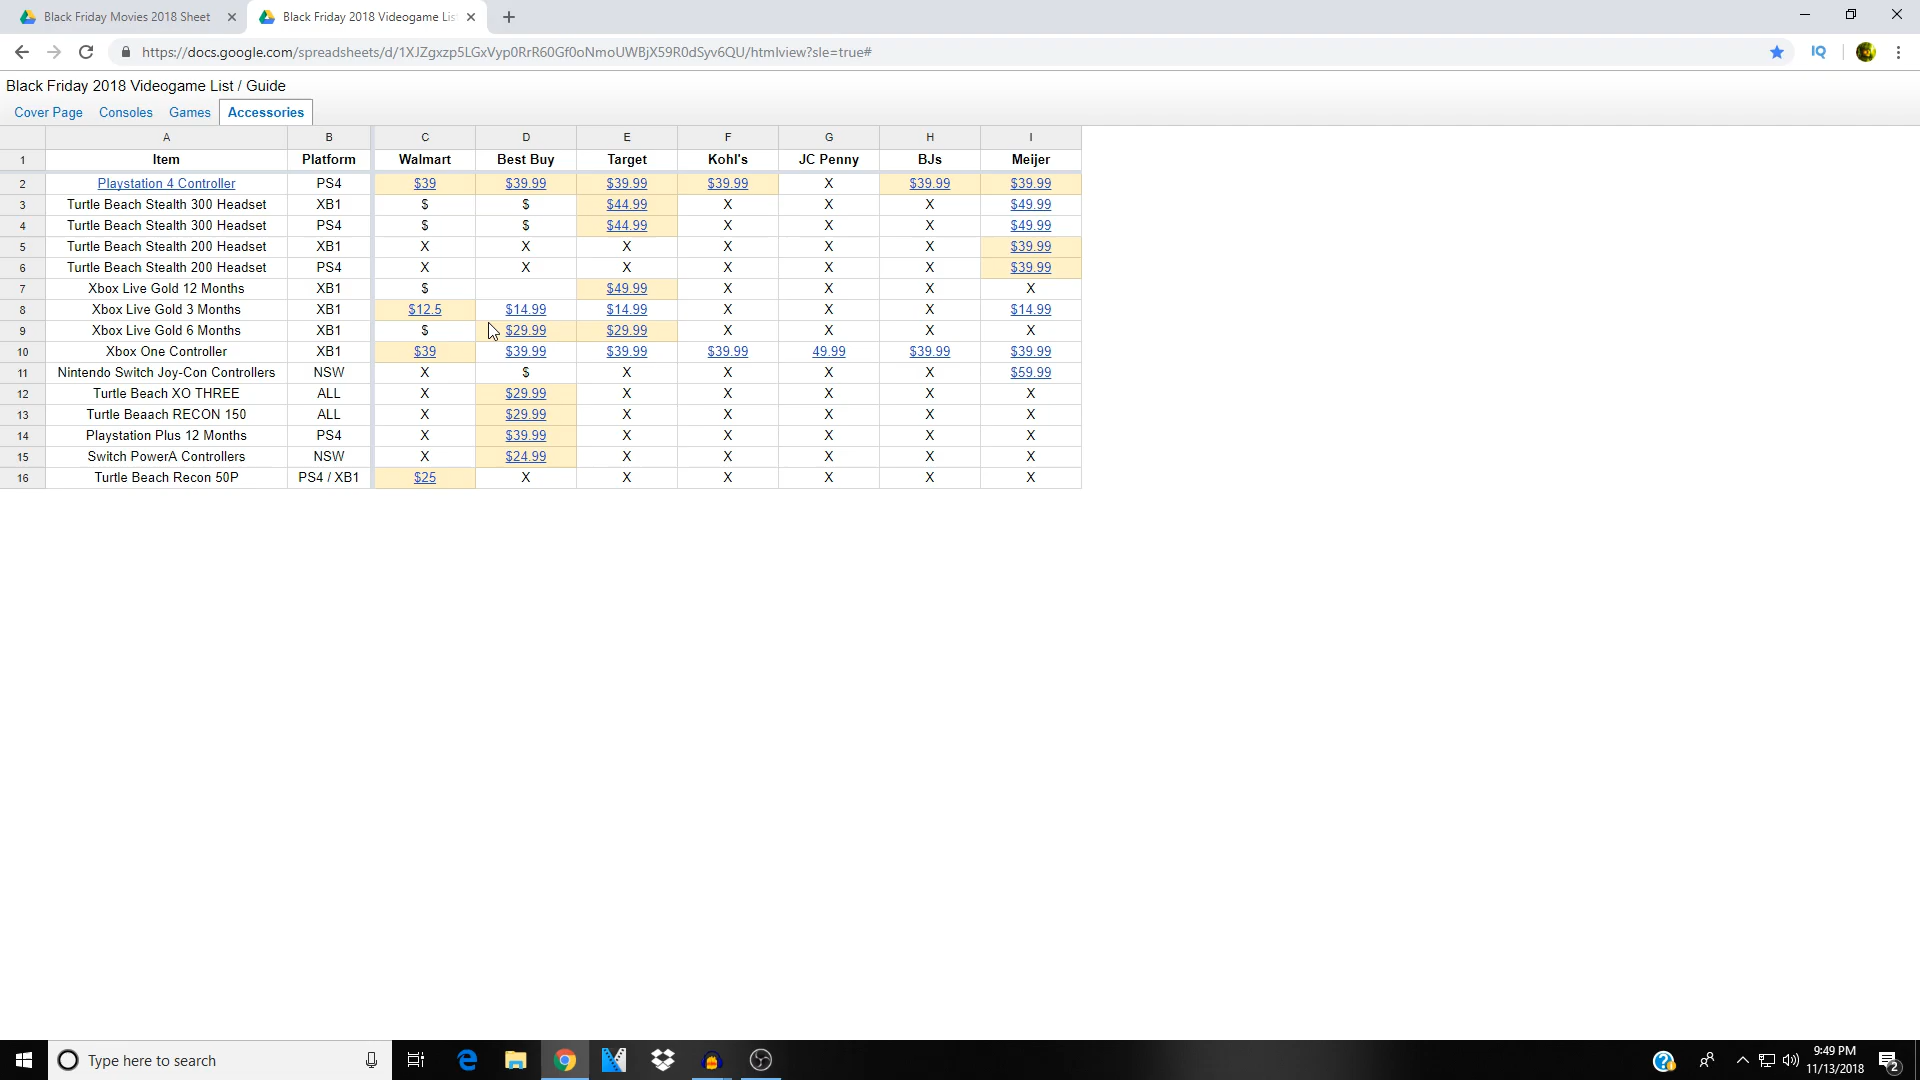 Black Friday Movies 2018 Sheet
Black Friday 2018 Videogame Lis
https://docs.google.com/spreadsheets/d/1XJZgxzp5LGxVyp0RrR60Gf0oNmoUWBjX59R0dSyv6QU/htmlview?sle=true#
IQ
Black Friday 2018 Videogame List / Guide
Cover Page Consoles Games Accessories
A B C D E F G H I
1 Item Platform Walmart Best Buy Target Kohl's JC Penny BJs Meijer
2 Playstation 4 Controller PS4 $39 $39.99 $39.99 $39.99 X $39.99 $39.99
3 Turtle Beach Stealth 300 Headset XB1 $ $ $44.99 X X X $49.99
4 Turtle Beach Stealth 300 Headset PS4 $ $ $44.99 X X X $49.99
5 Turtle Beach Stealth 200 Headset XB1 X X X X X X $39.99
6 Turtle Beach Stealth 200 Headset PS4 X X X X X X $39.99
7 Xbox Live Gold 12 Months XB1 $ $49.99 X X X X
8 Xbox Live Gold 3 Months XB1 $12.5 $14.99 $14.99 X X X $14.99
9 Xbox Live Gold 6 Months XB1 $ $29.99 $29.99 X X X X
10 Xbox One Controller XB1 $39 $39.99 $39.99 $39.99 49.99 $39.99 $39.99
11 Nintendo Switch Joy-Con Controllers NSW X $ X X X X $59.99
12 Turtle Beach XO THREE ALL X $29.99 X X X X X
13 Turtle Beaach RECON 150 ALL X $29.99 X X X X X
14 Playstation Plus 12 Months PS4 X $39.99 X X X X X
15 Switch PowerA Controllers NSW X $24.99 X X X X X
16 Turtle Beach Recon 50P PS4 / XB1 $25 X X X X X X
Type here to search
9:49 PM
11/13/2018
2